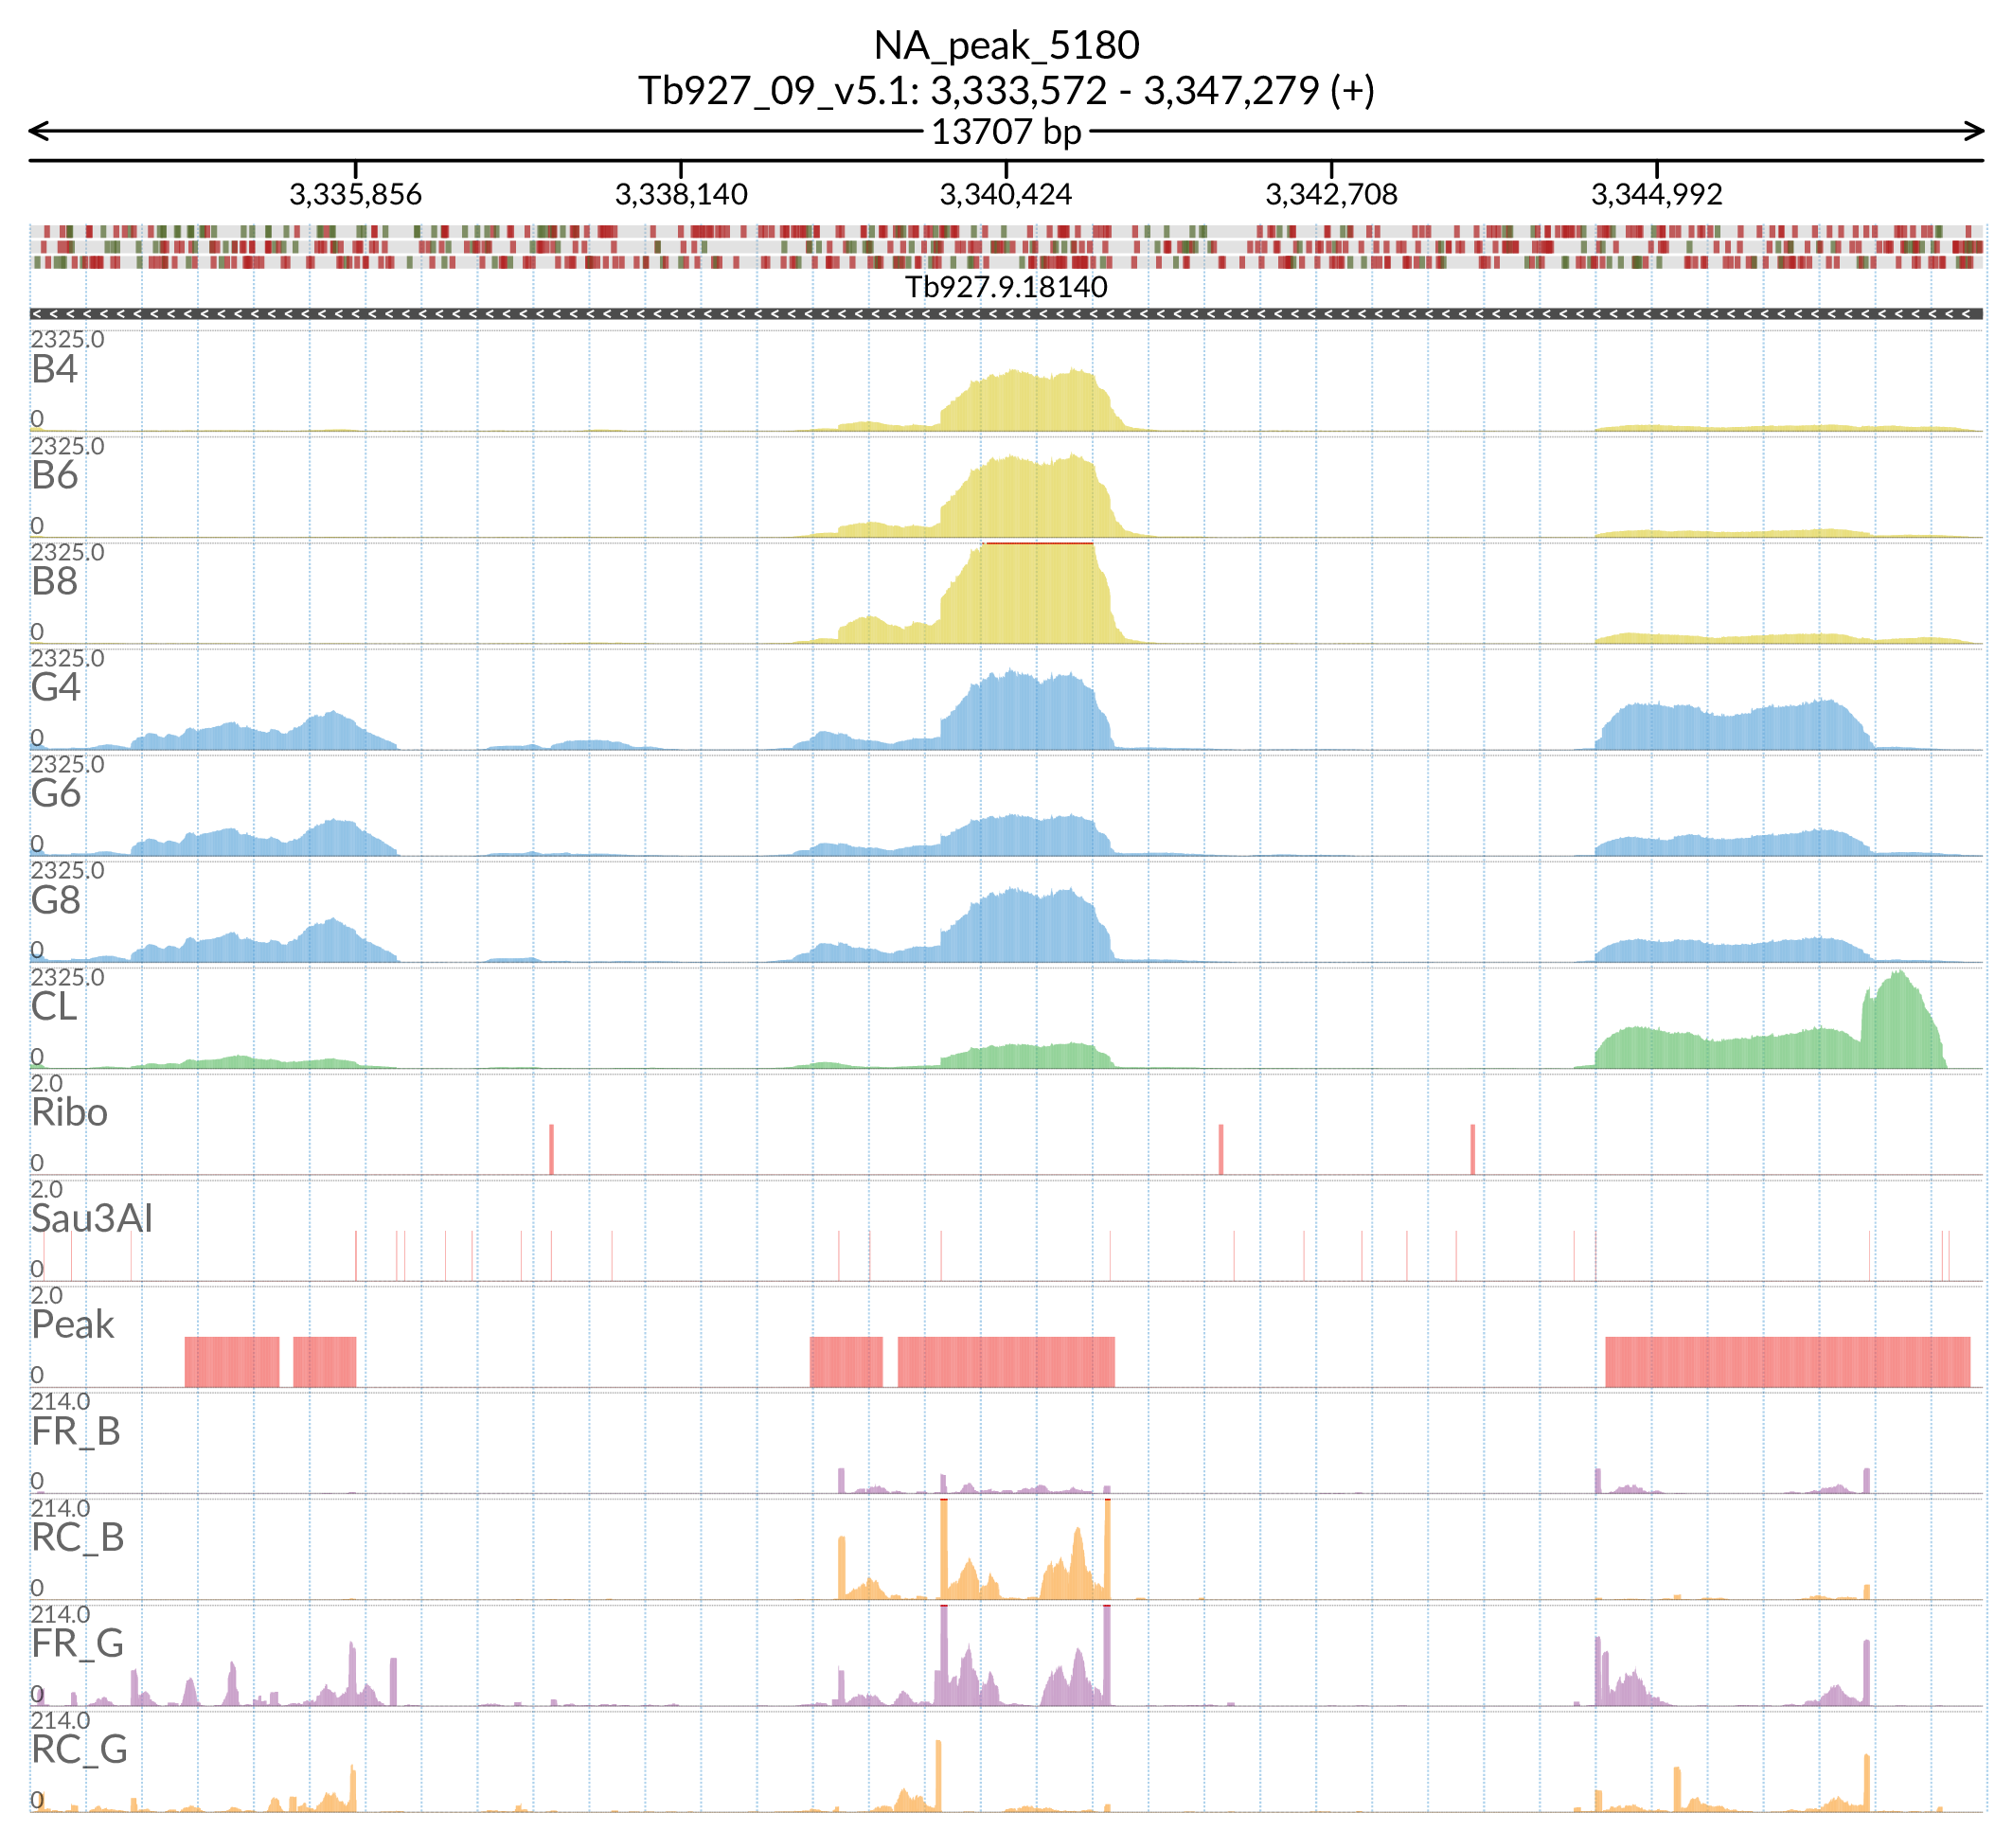 NA_peak_5180
Tb927_09_v5.1: 3,333,572 - 3,347,279 (+)
13707 bp
3,335,856 3,338,140 3,340,424 3,342,708 3,344,992
Tb927.9.18140
2325.0
B4
0
2325.0
B6
0
2325.0
B8
0
2325.0
G4
0
2325.0
G6
0
2325.0
G8
0
2325.0
CL
0
2.0
Ribo
0
2.0
Sau3AI
0
2.0
Peak
0
214.0
FR_B
0
214.0
RC_B
0
214.0
FR_G
0
214.0
RC_G
0